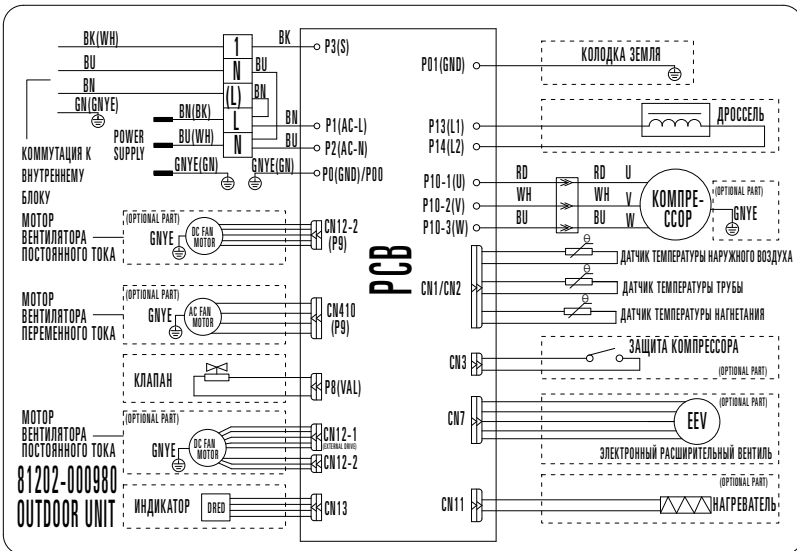 BK(WH)
BU
BN
GN(GNYE)
КОММУТАЦИЯ К
ВНУТРЕННЕМУ
БЛОКУ
1
N
(L)
L
N
BU
BN
BK
P3(S)
POWER
SUPPLY
BN(BK)
BU(WH)
GNYE(GN)
BN
P1(AC-L)
BU
P2(AC-N)
GNYE(GN)
P0(GND)/P00
МОТОР
ВЕНТИЛЯТОРА
ПОСТОЯННОГО ТОКА
(OPTIONAL PART)
GNYE
DC FAN
MOTOR
CN12-2
(P9)
МОТОР
ВЕНТИЛЯТОРА
ПЕРЕМЕННОГО ТОКА
(OPTIONAL PART)
GNYE
AC FAN
MOTOR
CN410
(P9)
КЛАПАН
P8(VAL)
МОТОР
ВЕНТИЛЯТОРА
ПОСТОЯННОГО ТОКА
(OPTIONAL PART)
GNYE
DC FAN
MOTOR
CN12-1
(EXTERNAL DRIVE)
CN12-2
81202-000980
OUTDOOR UNIT
ИНДИКАТОР
DRED
CN13
PCB
P01(GND)
КОЛОДКА ЗЕМЛЯ
P13(L1)
P14(L2)
ДРОССЕЛЬ
P10-1(U)
RD
RD
U
P10-2(V)
WH
WH
V
P10-3(W)
BU
BU
W
КОМПРЕ-
ССОР
(OPTIONAL PART)
GNYE
CN1/CN2
θ
ДАТЧИК ТЕМПЕРАТУРЫ НАРУЖНОГО ВОЗДУХА
θ
ДАТЧИК ТЕМПЕРАТУРЫ ТРУБЫ
θ
ДАТЧИК ТЕМПЕРАТУРЫ НАГНЕТАНИЯ
CN3
ЗАЩИТА КОМПРЕССОРА
(OPTIONAL PART)
CN7
EEV
(OPTIONAL PART)
ЭЛЕКТРОННЫЙ РАСШИРИТЕЛЬНЫЙ ВЕНТИЛЬ
CN11
(OPTIONAL PART)
НАГРЕВАТЕЛЬ